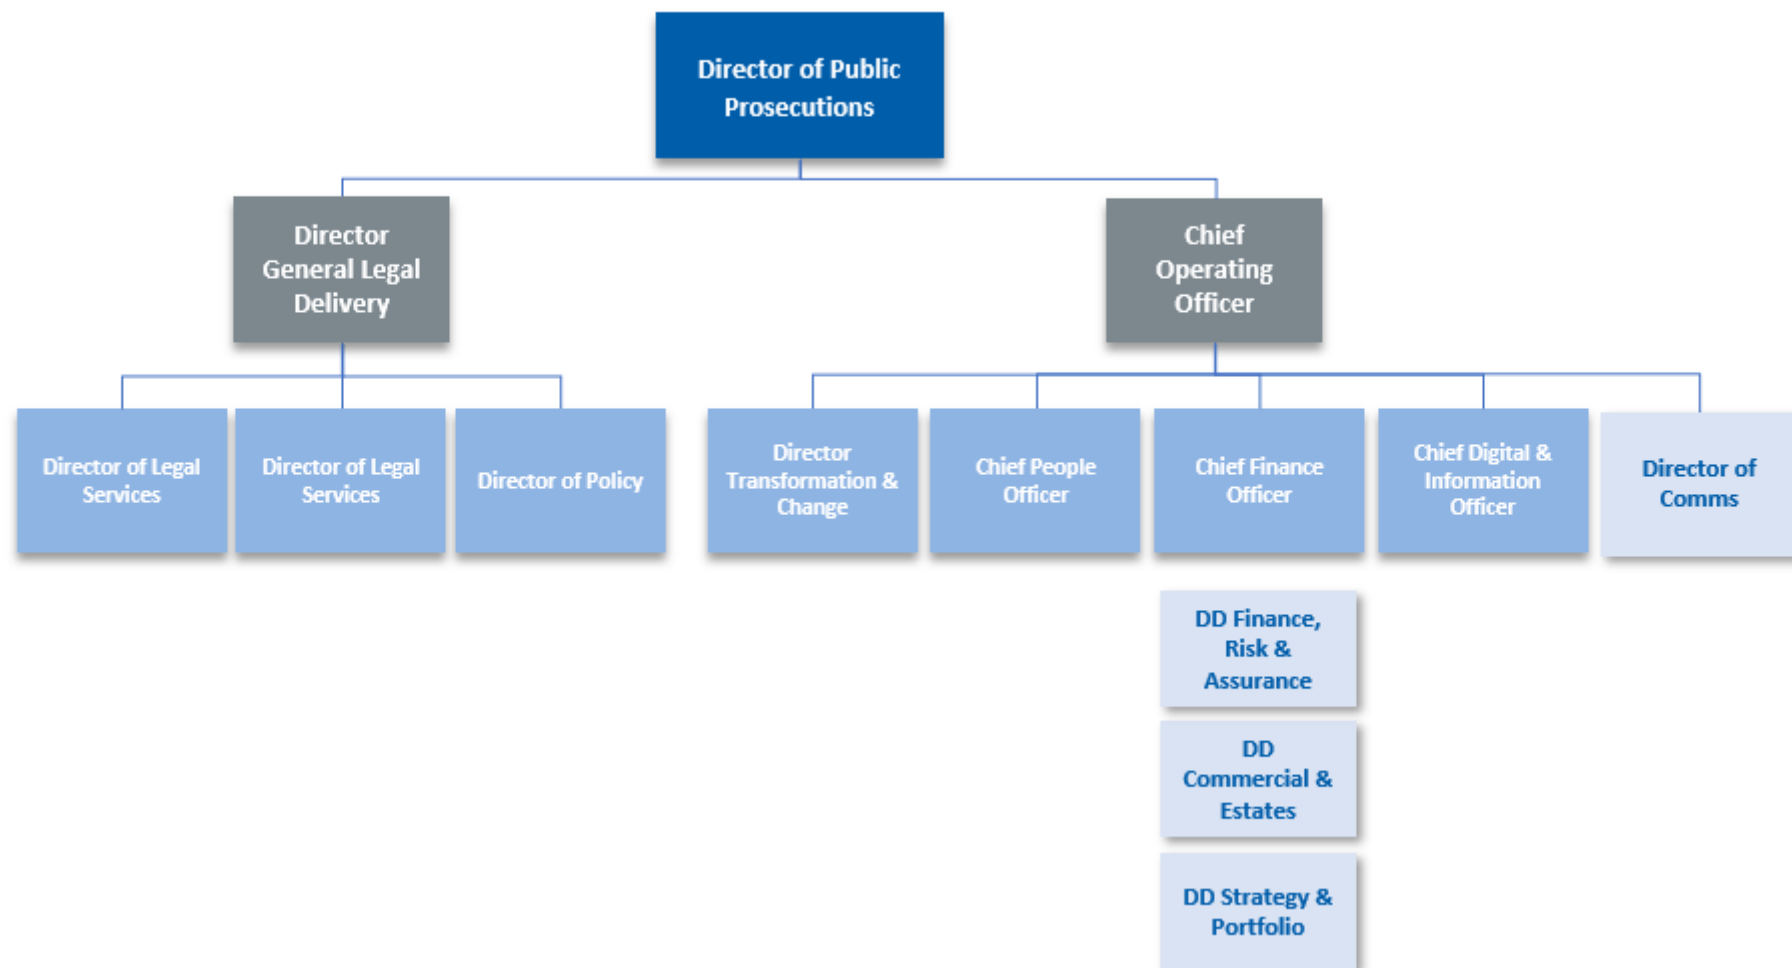 Director of Public
Prosecutions
Director
General Legal
Delivery
Chief
Operating
Officer
Director of Legal
Services
Director of Legal
Services
Director of Policy
Director
Transformation &
Change
Chief People
Officer
Chief Finance
Officer
Chief Digital &
Information
Officer
Director of
Comms
DD Finance,
Risk &
Assurance
DD
Commercial &
Estates
DD Strategy &
Portfolio